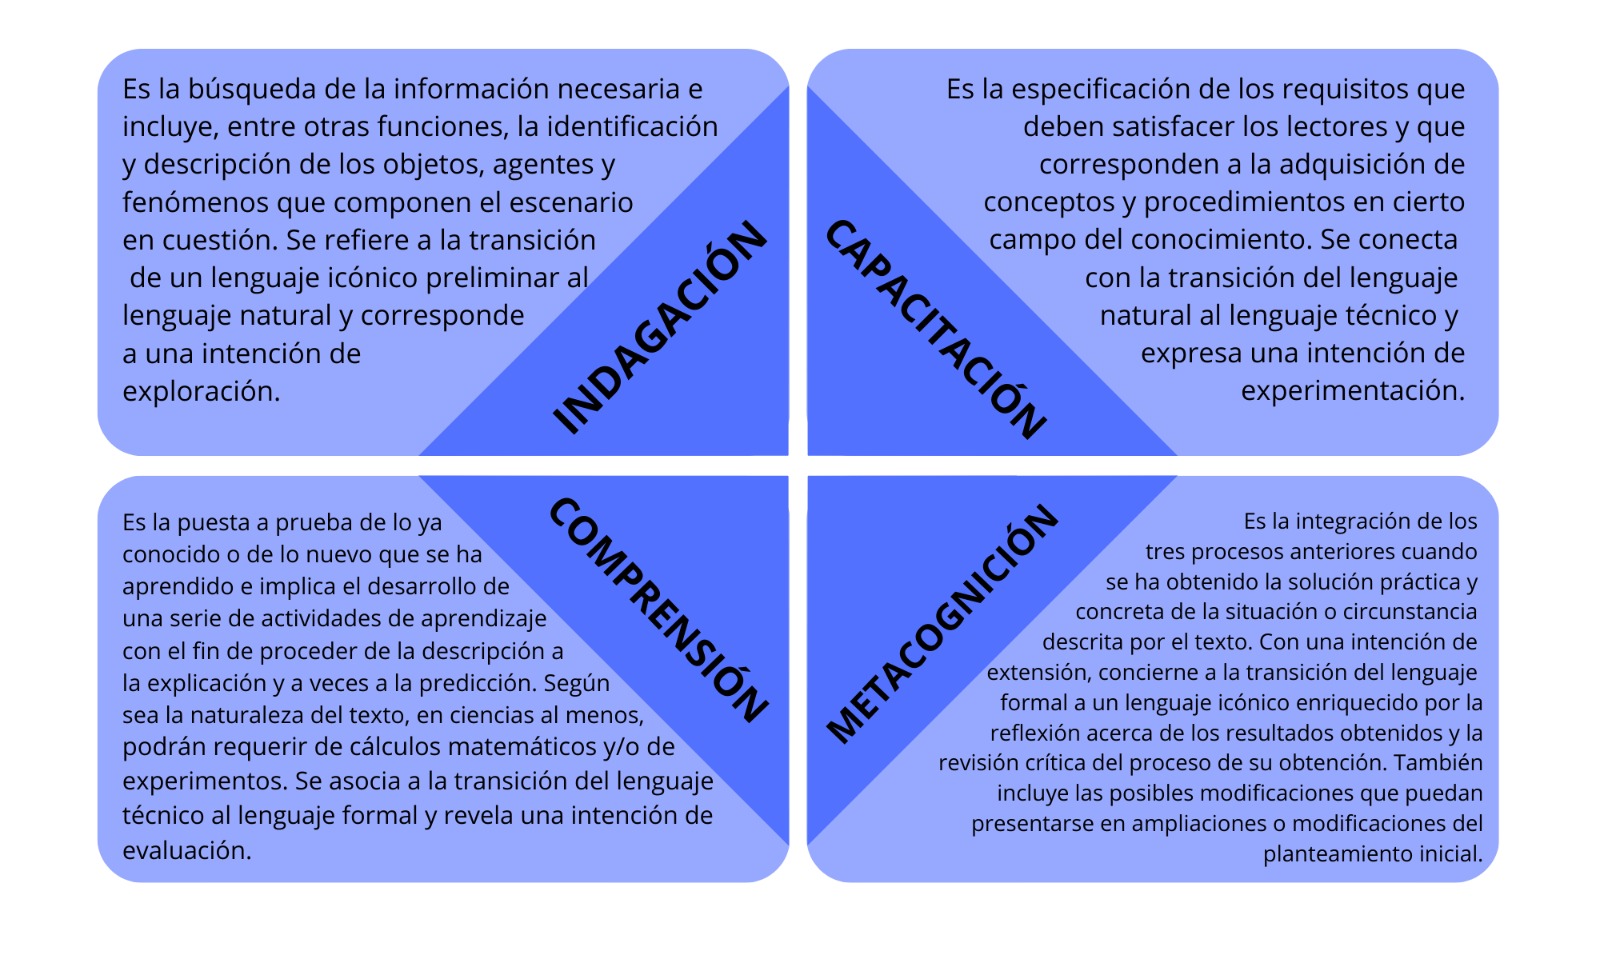 Es la búsqueda de la información necesaria e
incluye, entre otras funciones, la identificación
y descripción de los objetos, agentes y
fenómenos que componen el escenario
en cuestión. Se refiere a la transición
de un lenguaje icónico preliminar al
lenguaje natural y corresponde
a una intención de
exploración.
INDAGACIÓN
Es la especificación de los requisitos que
deben satisfacer los lectores y que
corresponden a la adquisición de
conceptos y procedimientos en cierto
campo del conocimiento. Se conecta
con la transición del lenguaje
natural al lenguaje técnico y
expresa una intención de
experimentación.
CAPACITACIÓN
Es la puesta a prueba de lo ya
conocido o de lo nuevo que se ha
aprendido e implica el desarrollo de
una serie de actividades de aprendizaje
con el fin de proceder de la descripción a
la explicación y a veces a la predicción. Según
sea la naturaleza del texto, en ciencias al menos,
podrán requerir de cálculos matemáticos y/o de
experimentos. Se asocia a la transición del lenguaje
técnico al lenguaje formal y revela una intención de
evaluación.
COMPRENSIÓN
Es la integración de los
tres procesos anteriores cuando
se ha obtenido la solución práctica y
concreta de la situación o circunstancia
descrita por el texto. Con una intención de
extensión, concierne a la transición del lenguaje
formal a un lenguaje icónico enriquecido por la
reflexión acerca de los resultados obtenidos y la
revisión crítica del proceso de su obtención. También
incluye las posibles modificaciones que puedan
presentarse en ampliaciones o modificaciones del
planteamiento inicial.
METACOGNICIÓN